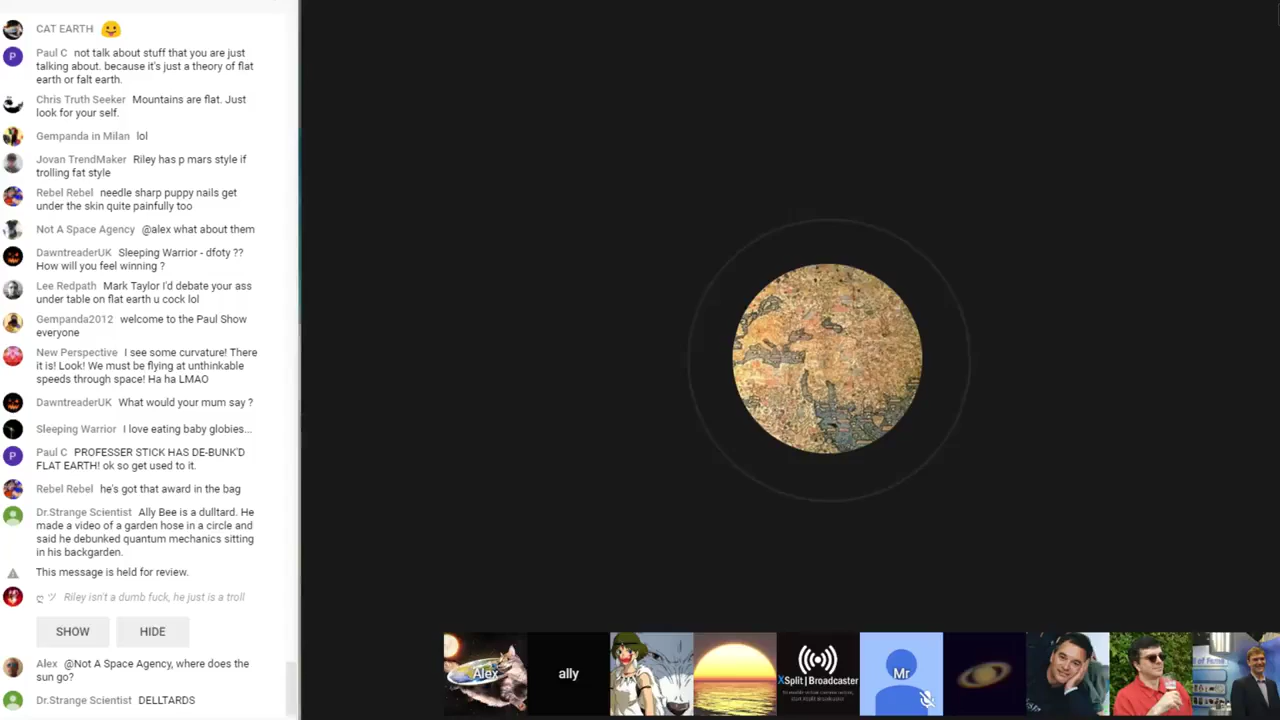 CAT EARTH
Paul C not talk about stuff that you are just
talking about. because it's just a theory of flat
earth or falt earth.
Chris Truth Seeker Mountains are flat. Just
look for your self.
Gempanda in Milan lol
Jovan TrendMaker Riley has p mars style if
trolling fat style
Rebel Rebel needle sharp puppy nails get
under the skin quite painfully too
Not A Space Agency @alex what about them
DawntreaderUK Sleeping Warrior - dfoty ??
How will you feel winning ?
Lee Redpath Mark Taylor I'd debate your ass
under table on flat earth u cock lol
Gempanda2012 welcome to the Paul Show
everyone
New Perspective I see some curvature! There
it is! Look! We must be flying at unthinkable
speeds through space! Ha ha LMAO
DawntreaderUK What would your mum say ?
Sleeping Warrior I love eating baby globies...
P
Paul C PROFESSER STICK HAS DE-BUNK'D
FLAT EARTH! ok so get used to it.
Rebel Rebel he's got that award in the bag
Dr.Strange Scientist Ally Bee is a dulltard. He
made a video of a garden hose in a circle and
said he debunked quantum mechanics sitting
in his backgarden.
This message is held for review.
ღ ツ Riley isn't a dumb fuck, he just is a troll
SHOW HIDE
Alex @Not A Space Agency, where does the
sun go?
Dr.Strange Scientist DELLTARDS
Alex
ally
XSplit|Broadcaster
Mr